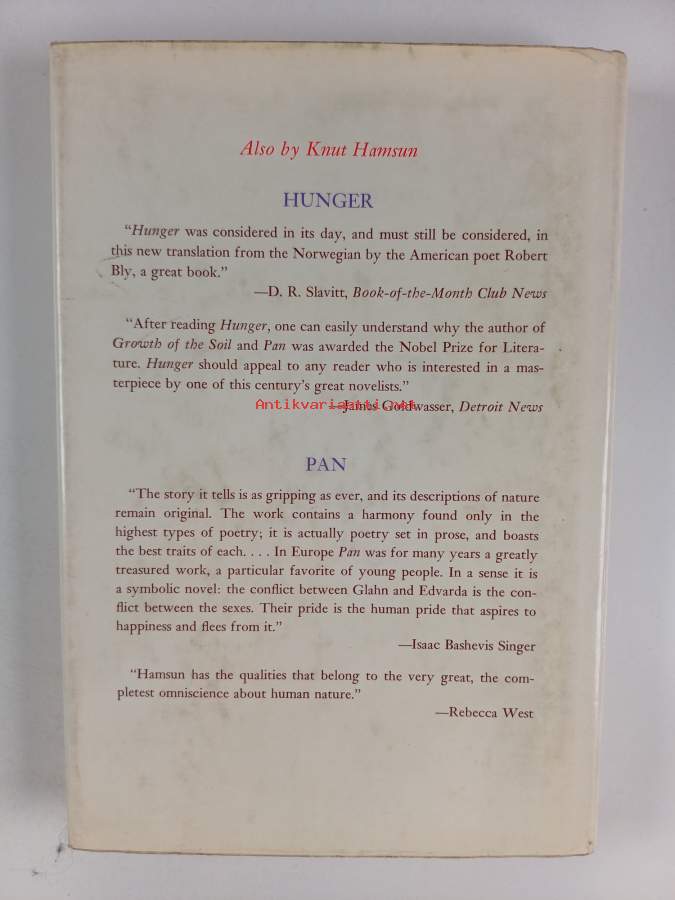 Also by Knut Hamsun
HUNGER
“Hunger was considered in its day, and must still be considered, in
this new translation from the Norwegian by the American poet Robert
Bly, a great book.”
—D. R. Slavitt, Book-of-the-Month Club News
“After reading Hunger, one can easily understand why the author of
Growth of the Soil and Pan was awarded the Nobel Prize for Litera-
ture. Hunger should appeal to any reader who is interested in a mas-
terpiece by one of this century’s great novelists.”
Antikvariaatti.net
—James Goldwasser, Detroit News
PAN
“The story it tells is as gripping as ever, and its descriptions of nature
remain original. The work contains a harmony found only in the
highest types of poetry; it is actually poetry set in prose, and boasts
the best traits of each. . . . In Europe Pan was for many years a greatly
treasured work, a particular favorite of young people. In a sense it is
a symbolic novel: the conflict between Glahn and Edvarda is the con-
flict between the sexes. Their pride is the human pride that aspires to
happiness and flees from it.”
—Isaac Bashevis Singer
“Hamsun has the qualities that belong to the very great, the com-
pletest omniscience about human nature.”
—Rebecca West